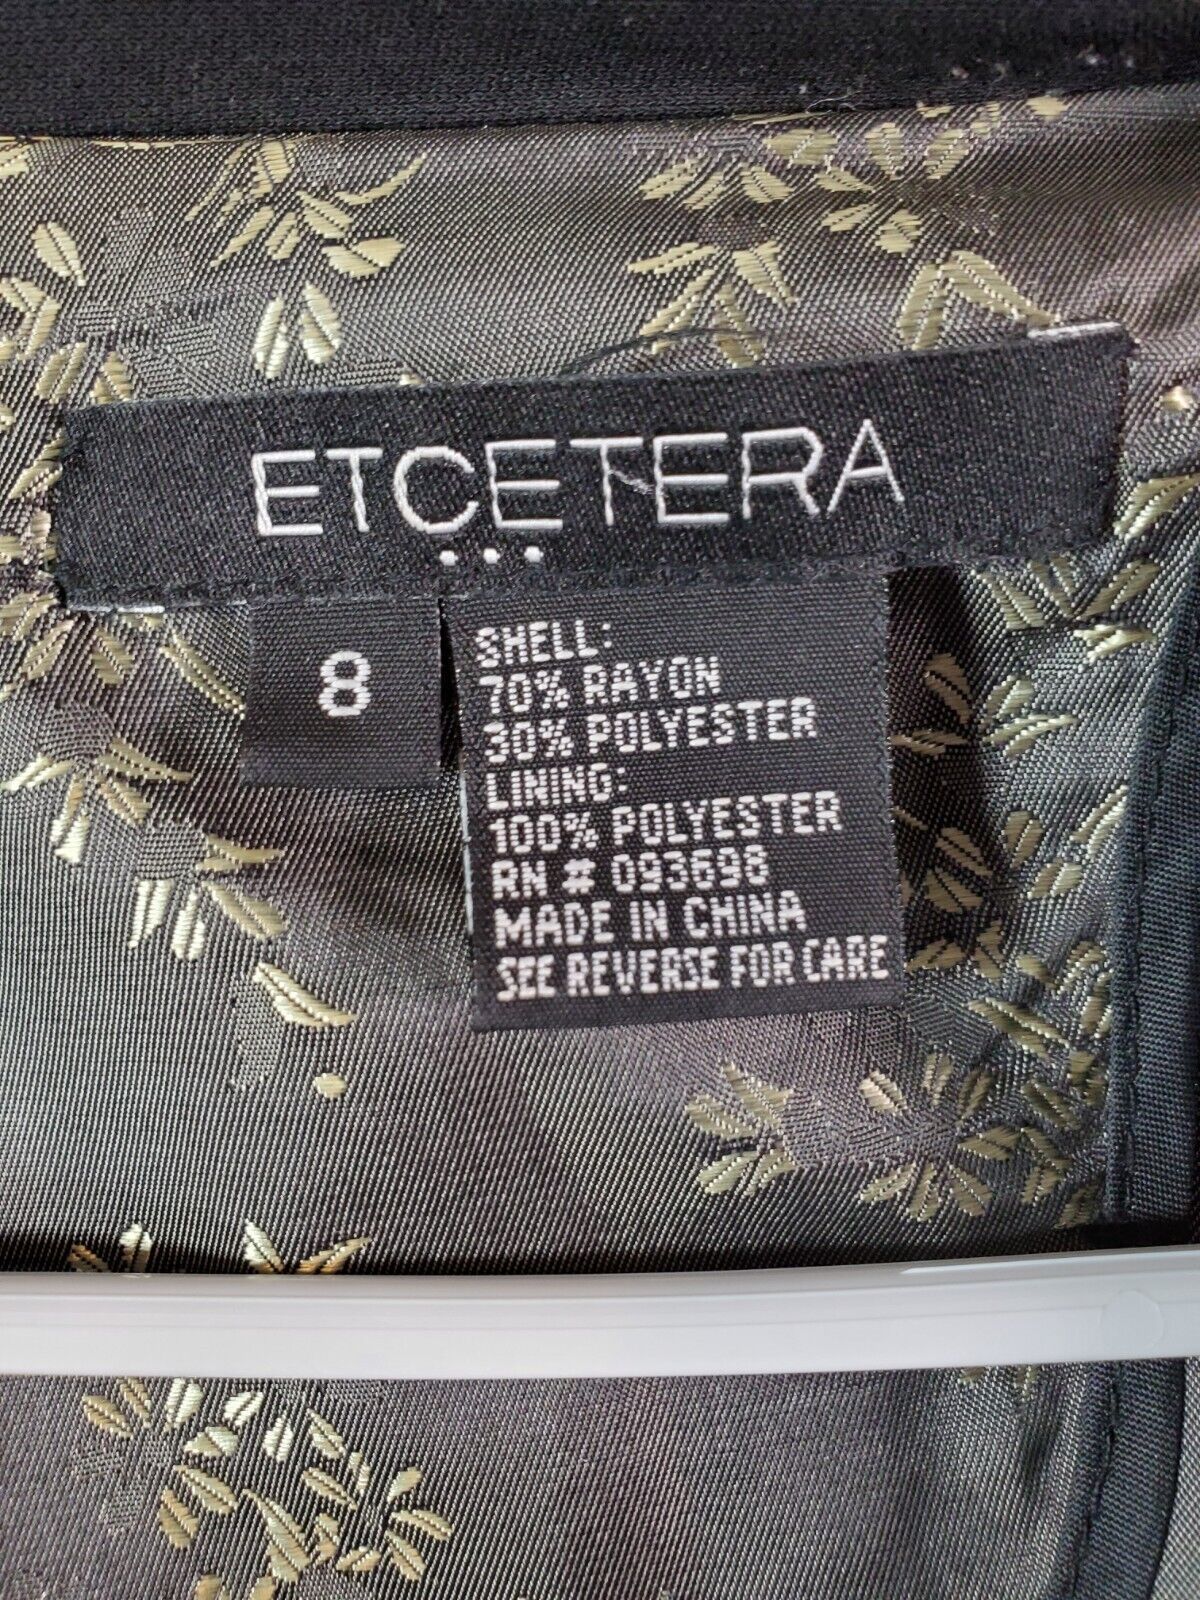 ETCETERA
...
8
SHELL:
70% RAYON
30% POLYESTER
LINING:
100% POLYESTER
RN # 093698
MADE IN CHINA
SEE REVERSE FOR CARE